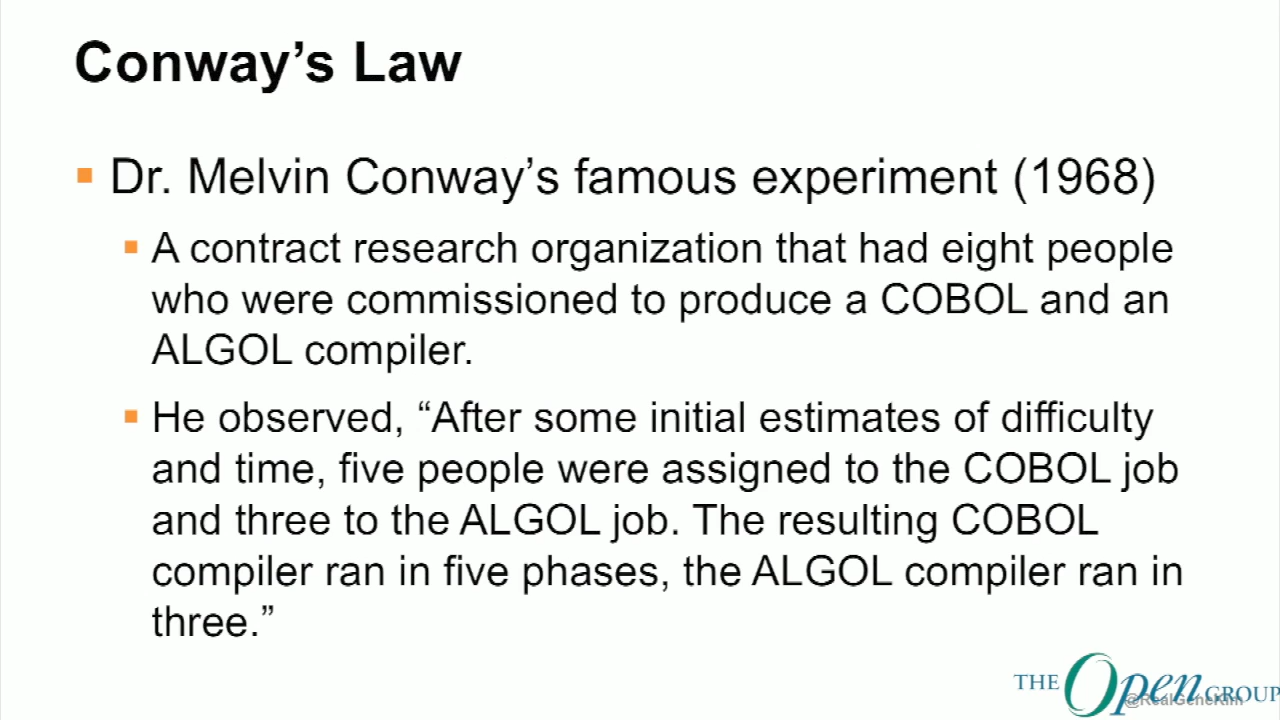 Conway’s Law
Dr. Melvin Conway’s famous experiment (1968)
A contract research organization that had eight people
who were commissioned to produce a COBOL and an
ALGOL compiler.
He observed, “After some initial estimates of difficulty
and time, five people were assigned to the COBOL job
and three to the ALGOL job. The resulting COBOL
compiler ran in five phases, the ALGOL compiler ran in
three.”
THE Open GROUP
@RealGeneKim